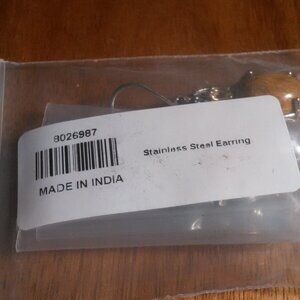 8026987
Stainless Steel Earring
MADE IN INDIA